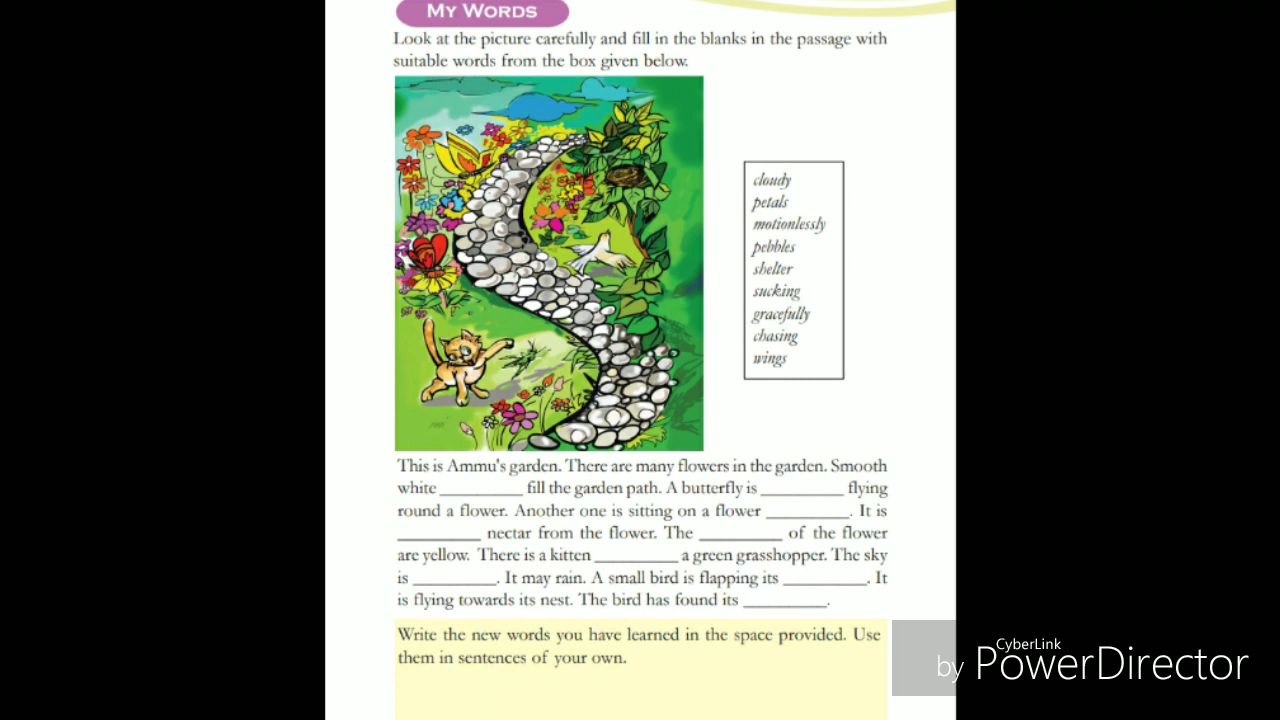 MY WORDS
Look at the picture carefully and fill in the blanks in the passage with
suitable words from the box given below.
cloudy
petals
motionlessly
pebbles
shelter
sucking
gracefully
chasing
wings
This is Ammu's garden. There are many flowers in the garden. Smooth
white __________ fill the garden path. A butterfly is __________ flying
round a flower. Another one is sitting on a flower __________. It is
__________ nectar from the flower. The __________ of the flower
are yellow. There is a kitten __________ a green grasshopper. The sky
is __________. It may rain. A small bird is flapping its __________. It
is flying towards its nest. The bird has found its __________.
Write the new words you have learned in the space provided. Use
them in sentences of your own.
CyberLink
by PowerDirector